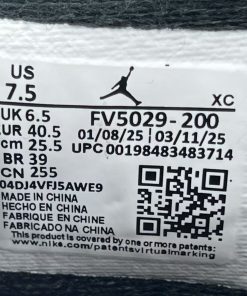 US
7.5
XC
UK 6.5
FV5029-200
EUR 40.5
01/08/25 03/11/25
cm 25.5
UPC 00198483483714
BR 39
CN 255
04DJ4VFJ5AWE9
MADE IN CHINA
HECHO EN CHINA
FABRIQUE EN CHINE
FABRICADO NA CHINA
This product is covered by one or more patents
www.nike.com/patentsvirtualmarking